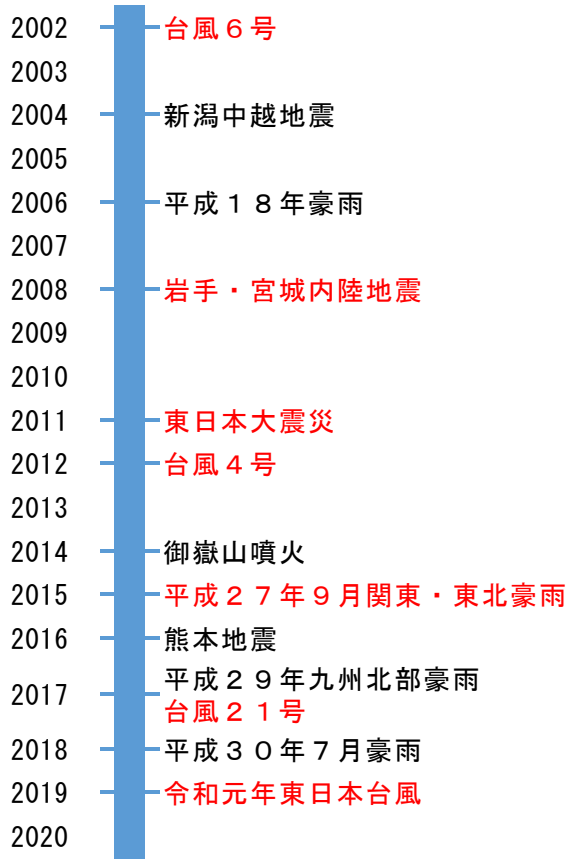 2002 台風６号
2003
2004 新潟中越地震
2005
2006 平成１８年豪雨
2007
2008 岩手・宮城内陸地震
2009
2010
2011 東日本大震災
2012 台風４号
2013
2014 御嶽山噴火
2015 平成２７年９月関東・東北豪雨
2016 熊本地震
2017 平成２９年九州北部豪雨
台風２１号
2018 平成３０年７月豪雨
2019 令和元年東日本台風
2020